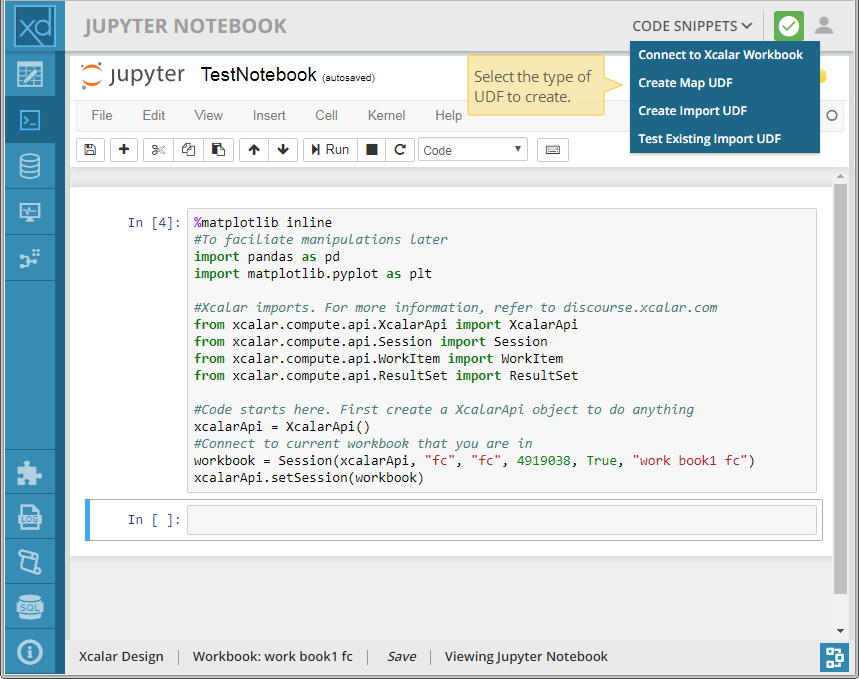 xd JUPYTER NOTEBOOK CODE SNIPPETS
Connect to Xcalar Workbook
Create Map UDF
Create Import UDF
Test Existing Import UDF
Select the type of
UDF to create.
jupyter TestNotebook (autosaved)
File Edit View Insert Cell Kernel Help
Run Code
In [4]: %matplotlib inline
#To faciliate manipulations later
import pandas as pd
import matplotlib.pyplot as plt
#Xcalar imports. For more information, refer to discourse.xcalar.com
from xcalar.compute.api.XcalarApi import XcalarApi
from xcalar.compute.api.Session import Session
from xcalar.compute.api.WorkItem import WorkItem
from xcalar.compute.api.ResultSet import ResultSet
#Code starts here. First create a XcalarApi object to do anything
xcalarApi = XcalarApi()
#Connect to current workbook that you are in
workbook = Session(xcalarApi, "fc", "fc", 4919038, True, "work book1 fc")
xcalarApi.setSession(workbook)
In [ ]:
LOG
SQL
Xcalar Design Workbook: work book1 fc Save Viewing Jupyter Notebook